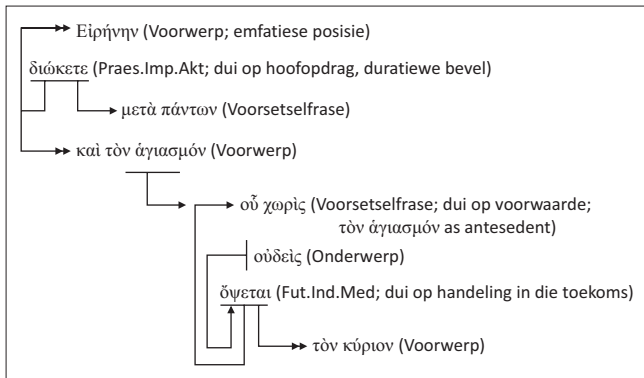 Εἰρήνην (Voorwerp; emfatiese posisie)
διώκετε (Praes.Imp.Akt; dui op hoofopdrag, duratiewe bevel)
μετὰ πάντων (Voorsetselfrase)
καὶ τὸν ἁγιασμόν (Voorwerp)
οὗ χωρὶς (Voorsetselfrase; dui op voorwaarde;
τὸν ἁγιασμόν as antesedent)
οὐδεὶς (Onderwerp)
ὄψεται (Fut.Ind.Med; dui op handeling in die toekoms)
τὸν κύριον (Voorwerp)